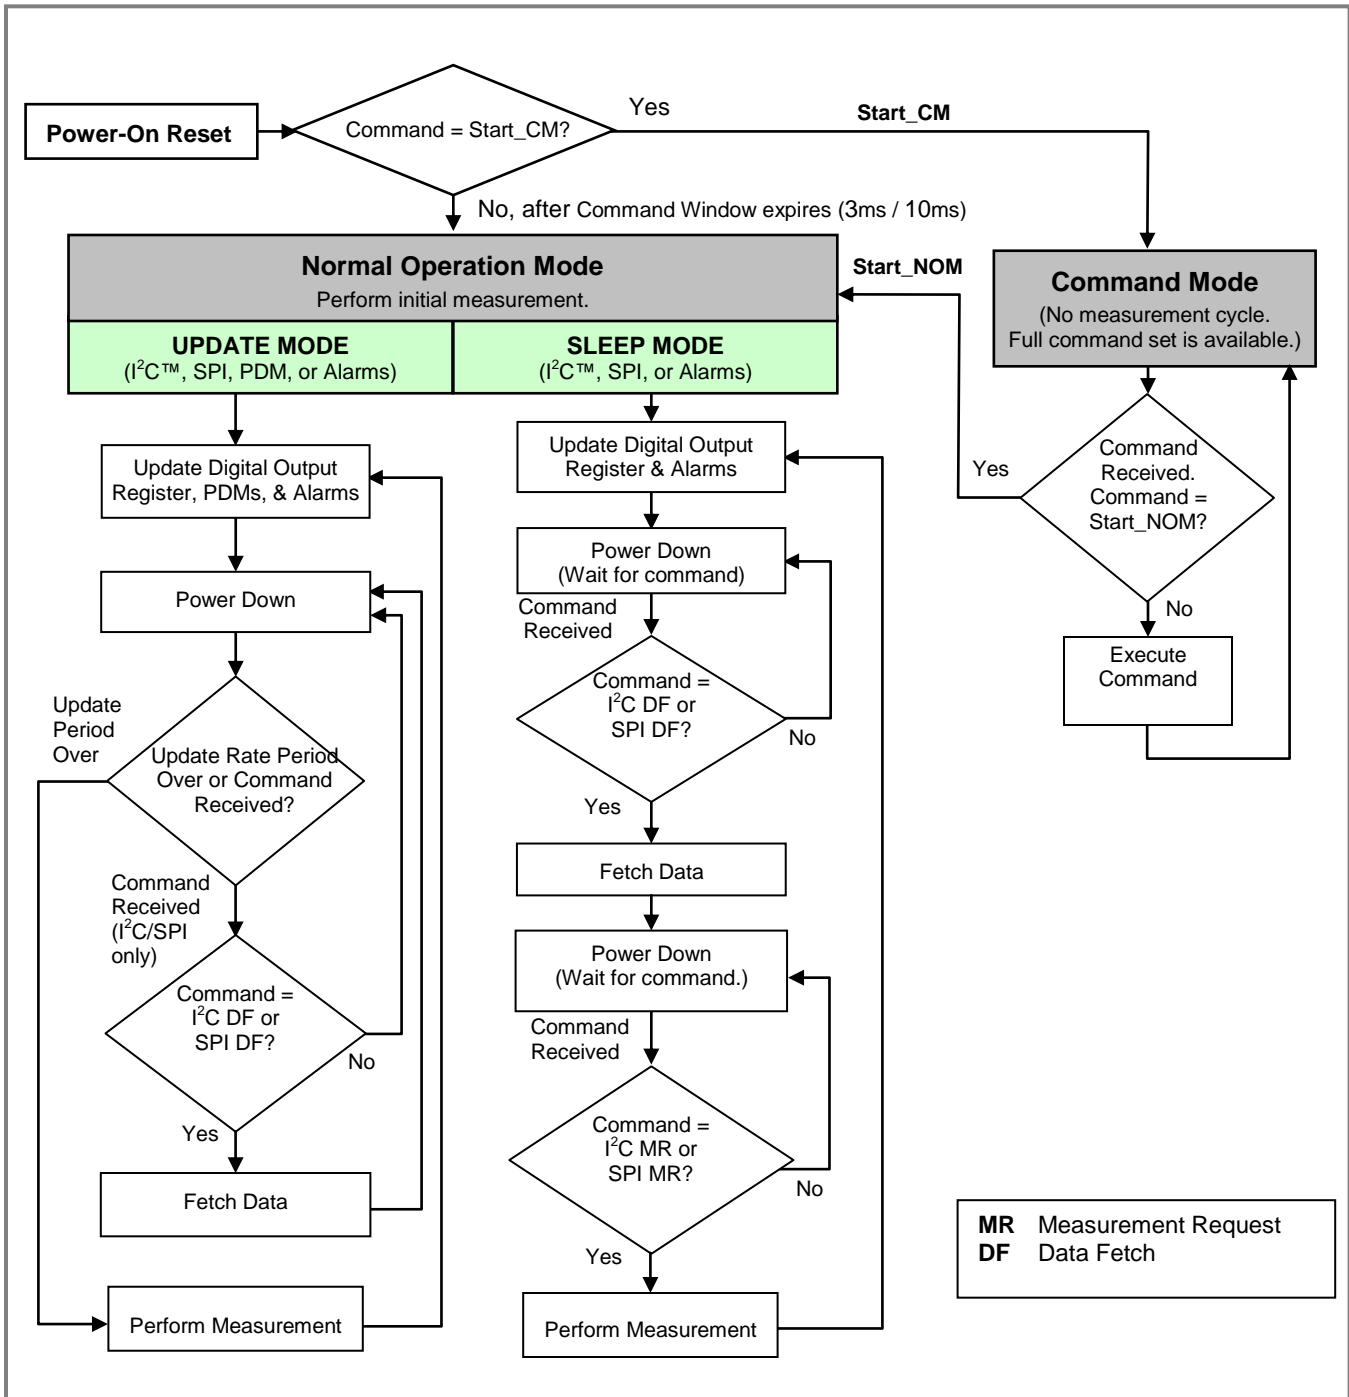 Power-On Reset
Command = Start_CM?
Yes
Start_CM
No, after Command Window expires (3ms / 10ms)
Normal Operation Mode
Perform initial measurement.
UPDATE MODE
(I²C™, SPI, PDM, or Alarms)
SLEEP MODE
(I²C™, SPI, or Alarms)
Start_NOM
Command Mode
(No measurement cycle.
Full command set is available.)
Command
Received.
Command =
Start_NOM?
Yes
No
Execute
Command
Update Digital Output
Register, PDMs, & Alarms
Power Down
Update
Period
Over
Update Rate Period
Over or Command
Received?
Command
Received
(I²C/SPI
only)
Command =
I²C DF or
SPI DF?
No
Yes
Fetch Data
Perform Measurement
Update Digital Output
Register & Alarms
Power Down
(Wait for command)
Command
Received
Command =
I²C DF or
SPI DF?
No
Yes
Fetch Data
Power Down
(Wait for command.)
Command
Received
Command =
I²C MR or
SPI MR?
No
Yes
Perform Measurement
MR Measurement Request
DF Data Fetch